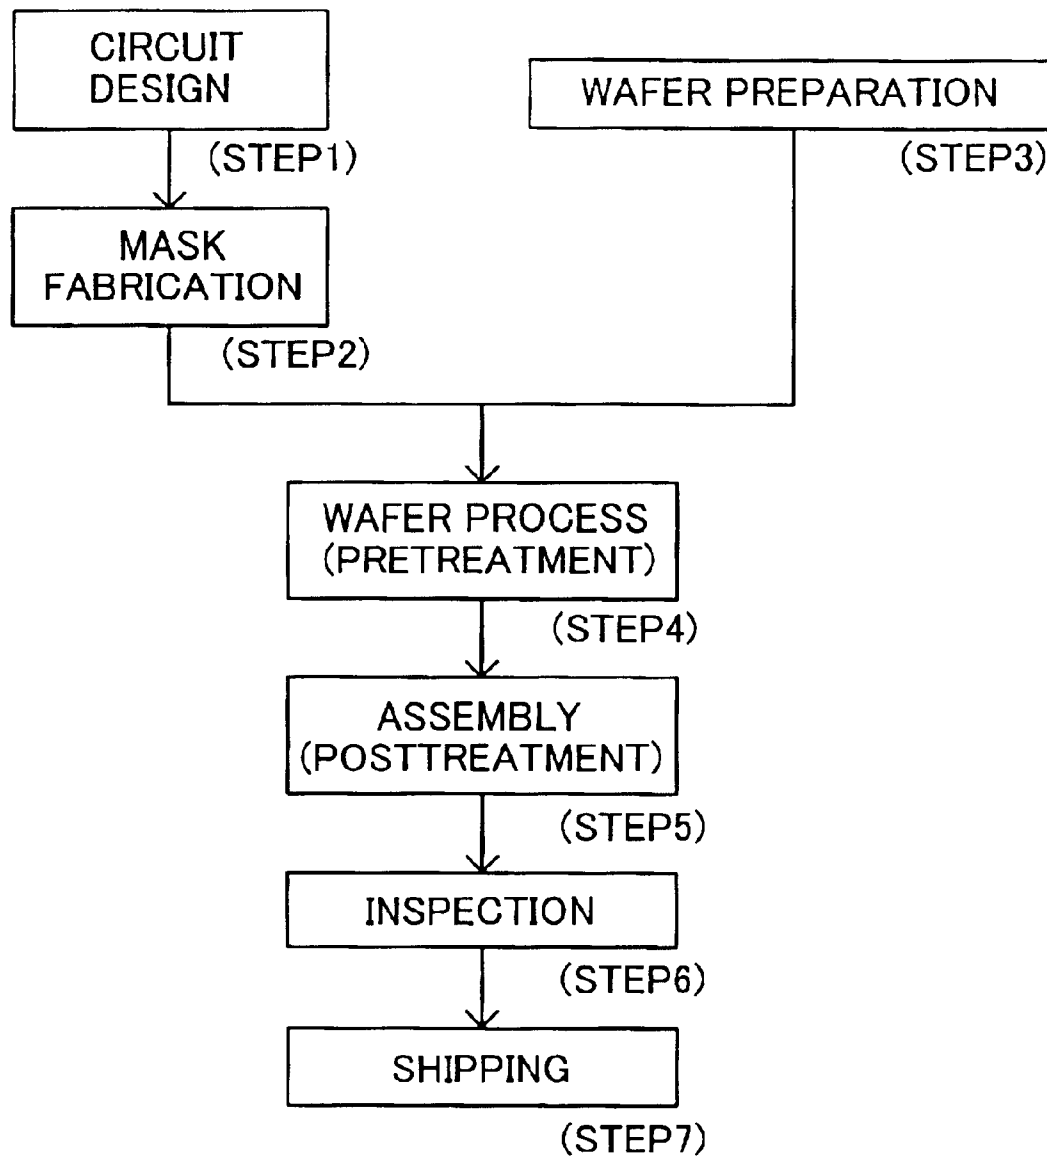 CIRCUIT
DESIGN
(STEP1)
WAFER PREPARATION
(STEP3)
MASK
FABRICATION
(STEP2)
WAFER PROCESS
(PRETREATMENT)
(STEP4)
ASSEMBLY
(POSTTREATMENT)
(STEP5)
INSPECTION
(STEP6)
SHIPPING
(STEP7)